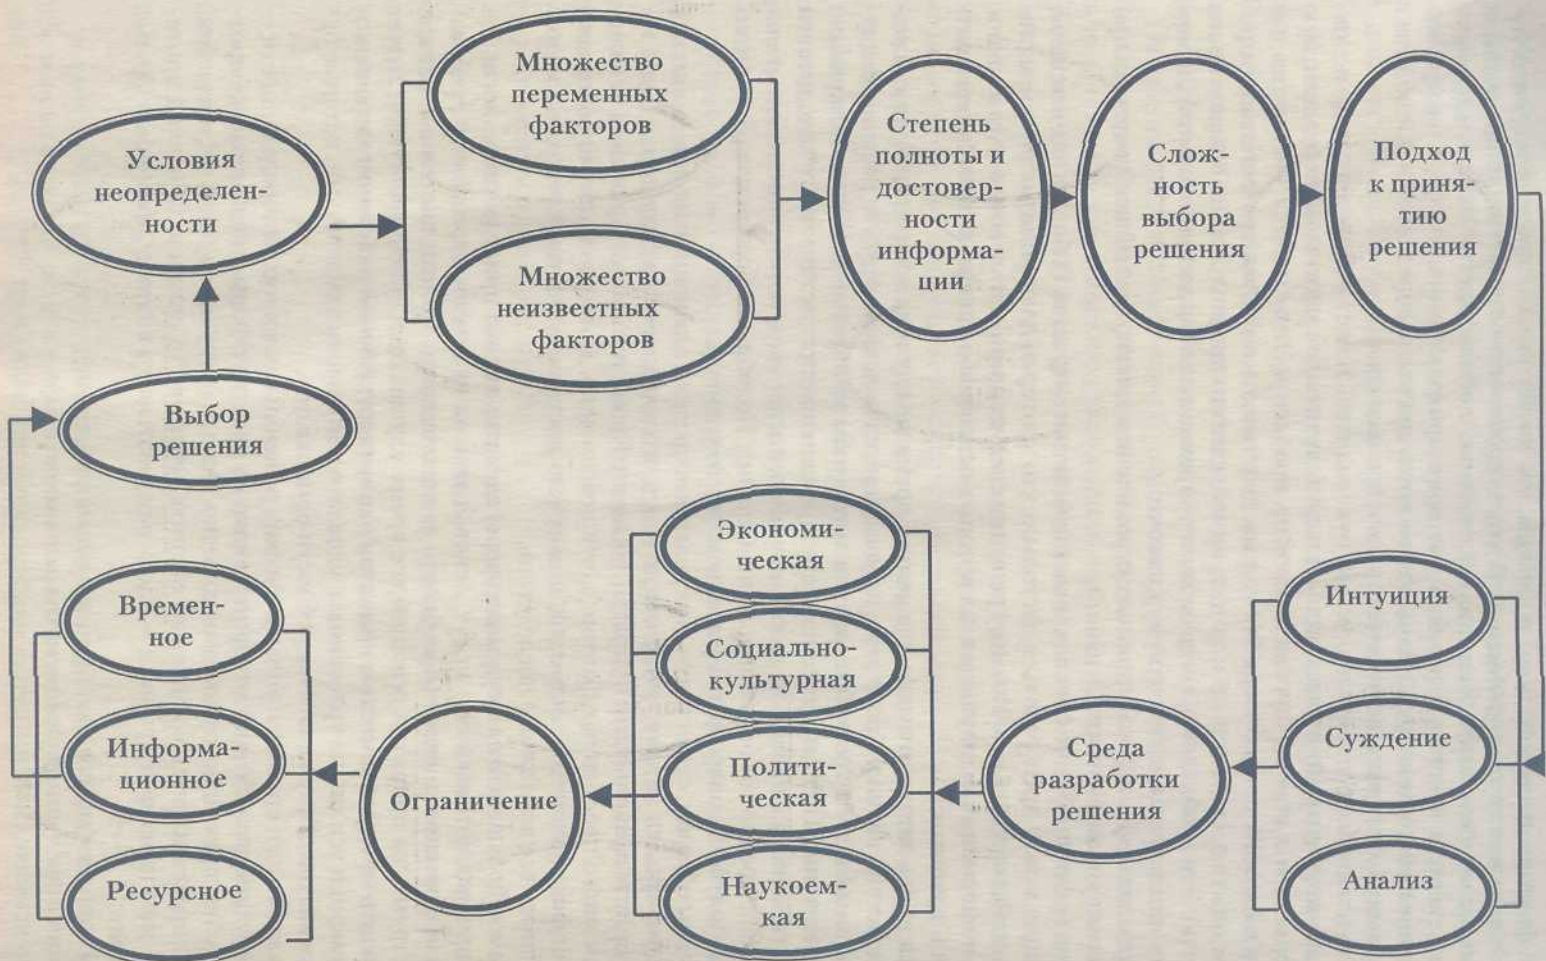 Множество
переменных
факторов
Условия
неопределен-
ности
Множество
неизвестных
факторов
Степень
полноты и
достовер-
ности
информа-
ции
Слож-
ность
выбора
решения
Подход
к приня-
тию
решения
Выбор
решения
Экономи-
ческая
Социально-
культурная
Полити-
ческая
Наукоем-
кая
Интуиция
Суждение
Анализ
Среда
разработки
решения
Ограничение
Времен-
ное
Информа-
ционное
Ресурсное